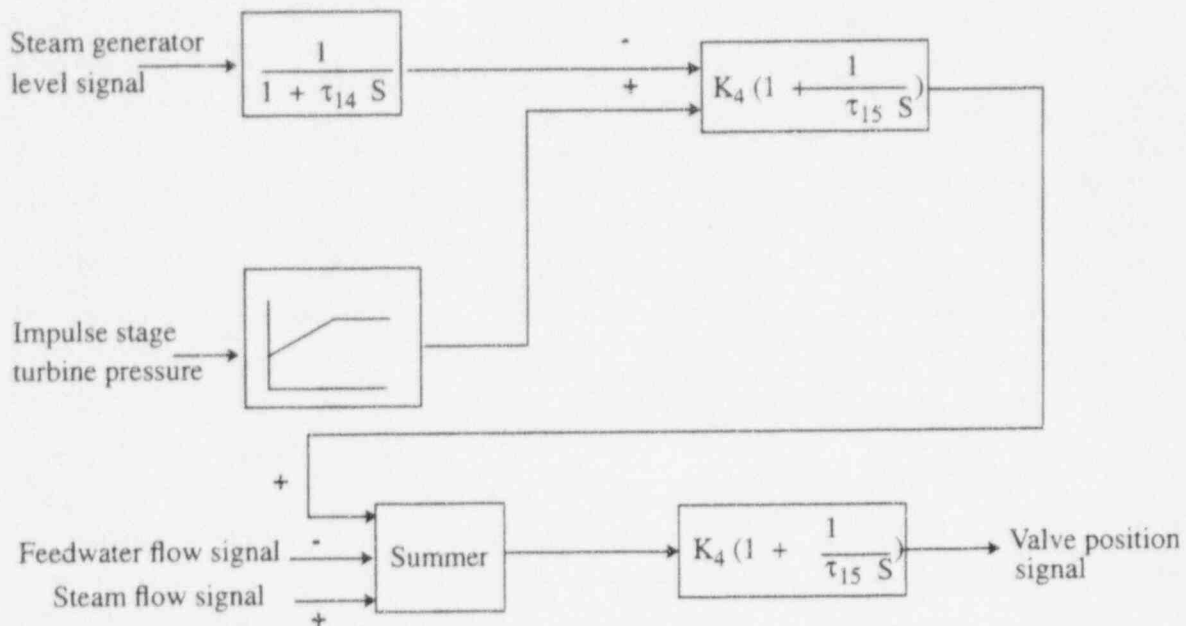 Steam generator
level signal
1
1 + τ14 S
-
+
K4 (1 + 1
τ15 S)
Impulse stage
turbine pressure
+
Feedwater flow signal
-
Steam flow signal
+
Summer
K4 (1 + 1
τ15 S)
Valve position
signal